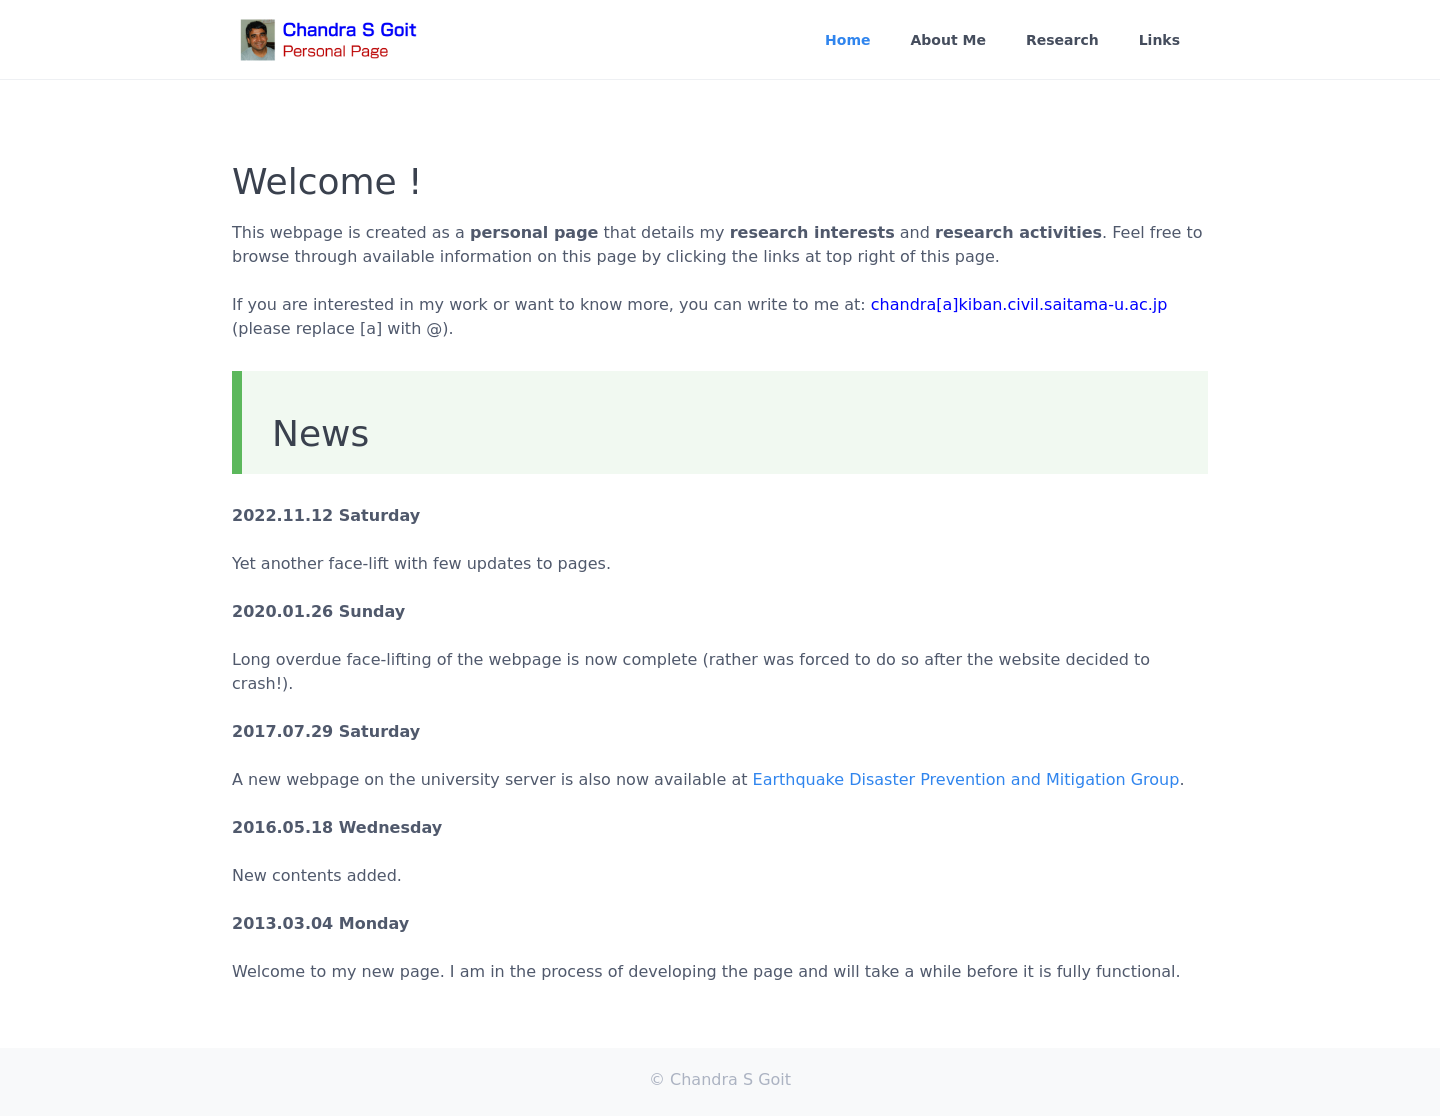 Chandra S Goit
Personal Page
Home About Me Research Links
Welcome !
This webpage is created as a personal page that details my research interests and research activities. Feel free to
browse through available information on this page by clicking the links at top right of this page.
If you are interested in my work or want to know more, you can write to me at: chandra[a]kiban.civil.saitama-u.ac.jp
(please replace [a] with @).
News
2022.11.12 Saturday
Yet another face-lift with few updates to pages.
2020.01.26 Sunday
Long overdue face-lifting of the webpage is now complete (rather was forced to do so after the website decided to
crash!).
2017.07.29 Saturday
A new webpage on the university server is also now available at Earthquake Disaster Prevention and Mitigation Group.
2016.05.18 Wednesday
New contents added.
2013.03.04 Monday
Welcome to my new page. I am in the process of developing the page and will take a while before it is fully functional.
© Chandra S Goit